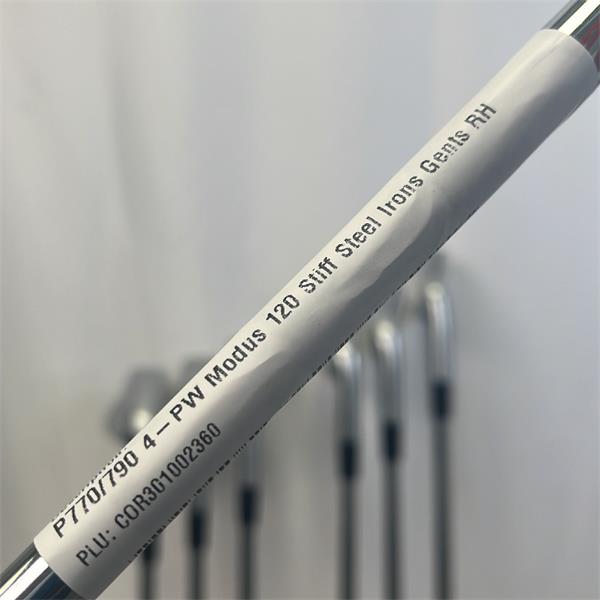 P770/790 4-PW Modus 120 Stiff Steel Irons Gents RH
PLU: COR301002360